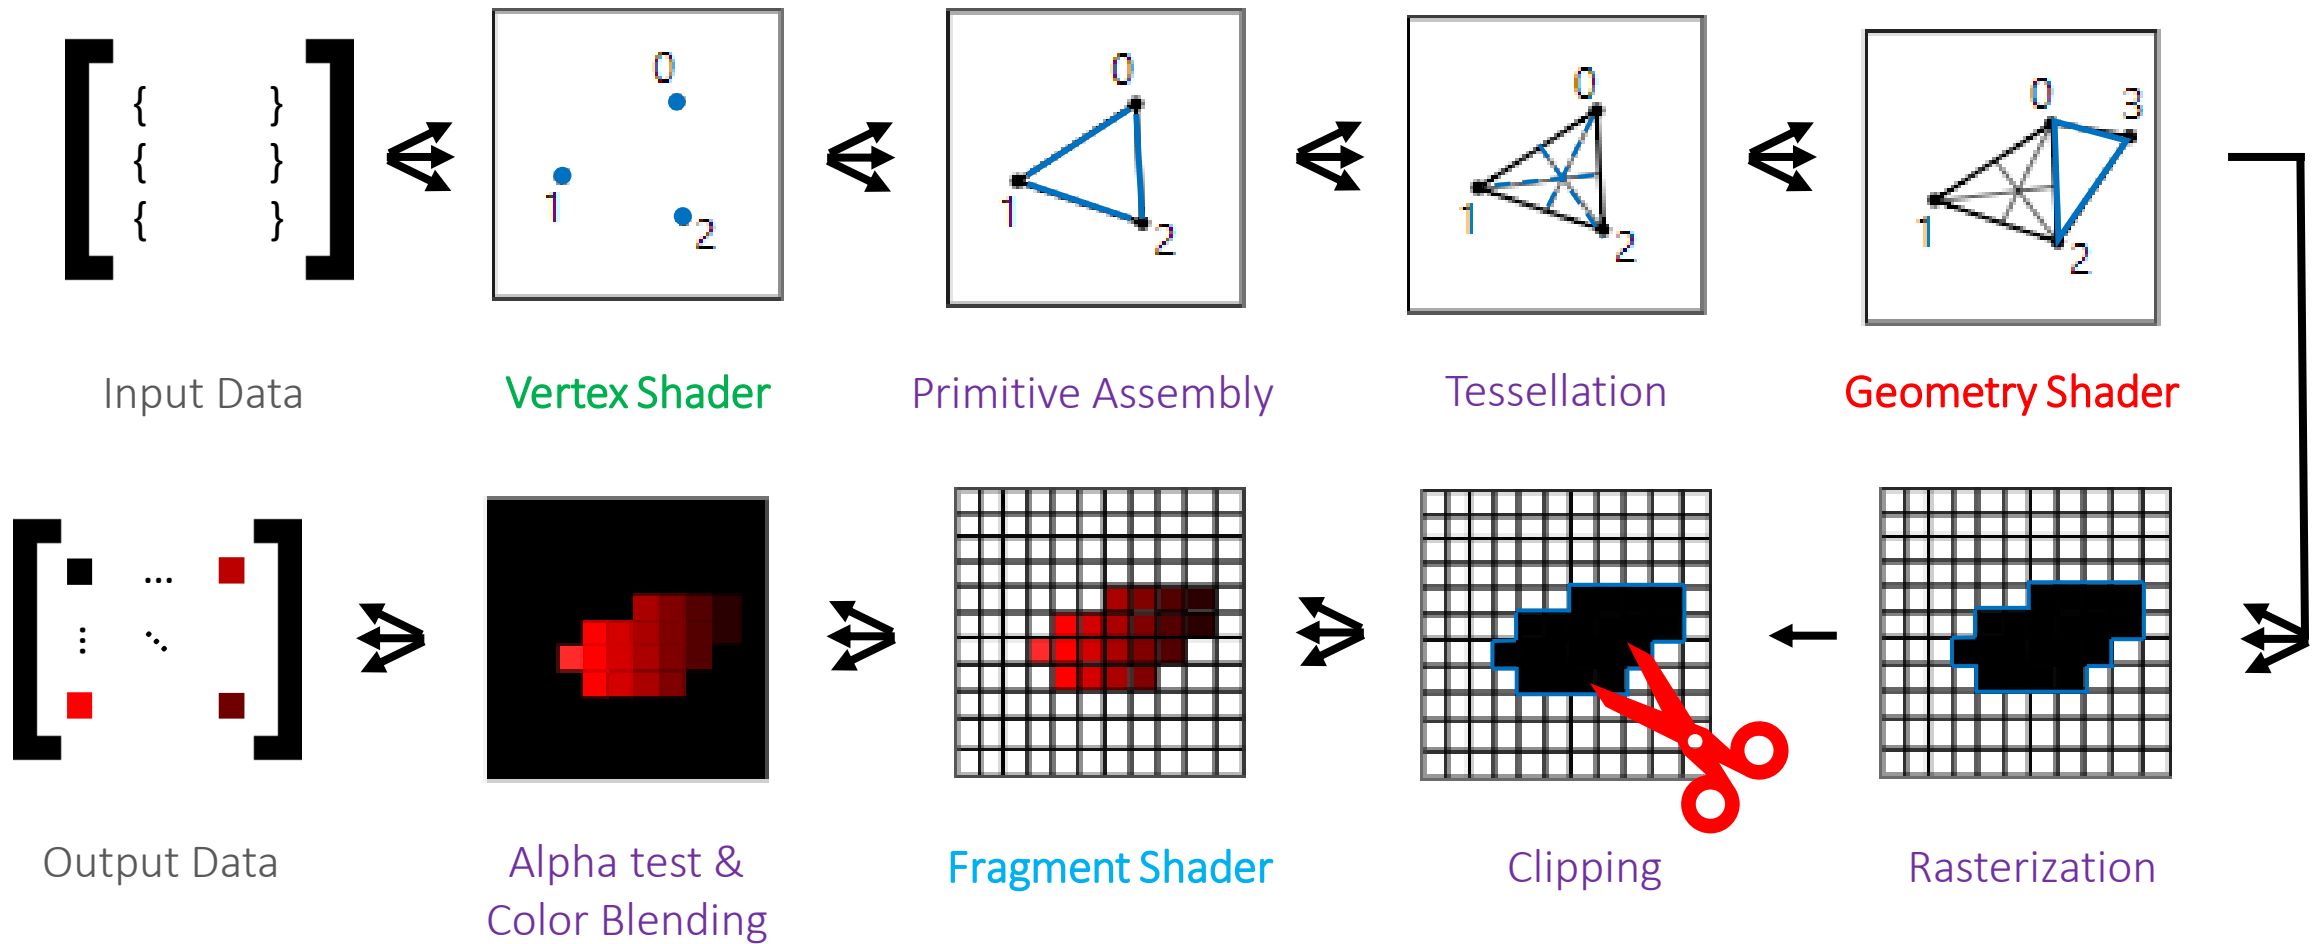 { }
{ }
{ }
0
1
2
0
1
2
0
1
2
0
3
1
2
Input Data
Vertex Shader
Primitive Assembly
Tessellation
Geometry Shader
... 
Output Data
Alpha test &
Color Blending
Fragment Shader
Clipping
Rasterization